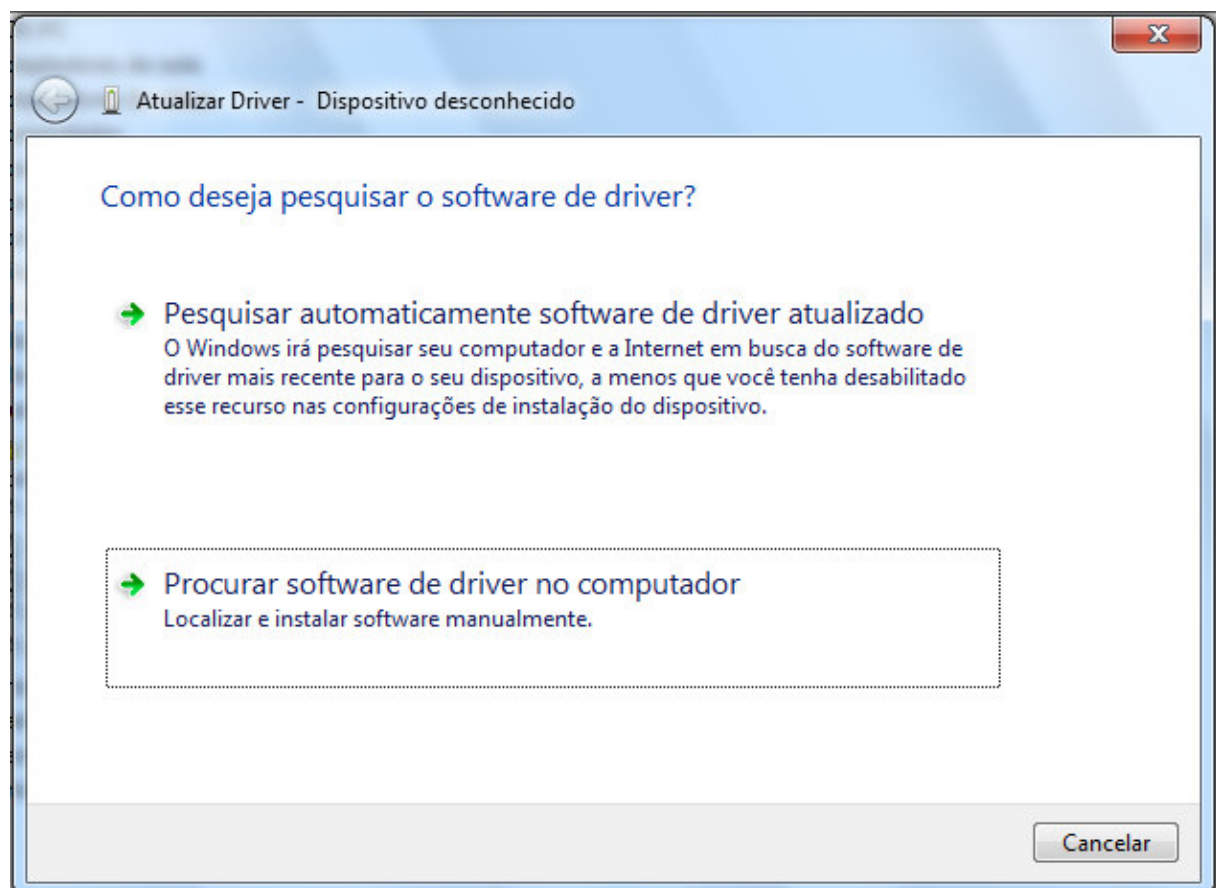 Atualizar Driver - Dispositivo desconhecido
Como deseja pesquisar o software de driver?
Pesquisar automaticamente software de driver atualizado
O Windows irá pesquisar seu computador e a Internet em busca do software de
driver mais recente para o seu dispositivo, a menos que você tenha desabilitado
esse recurso nas configurações de instalação do dispositivo.
Procurar software de driver no computador
Localizar e instalar software manualmente.
Cancelar